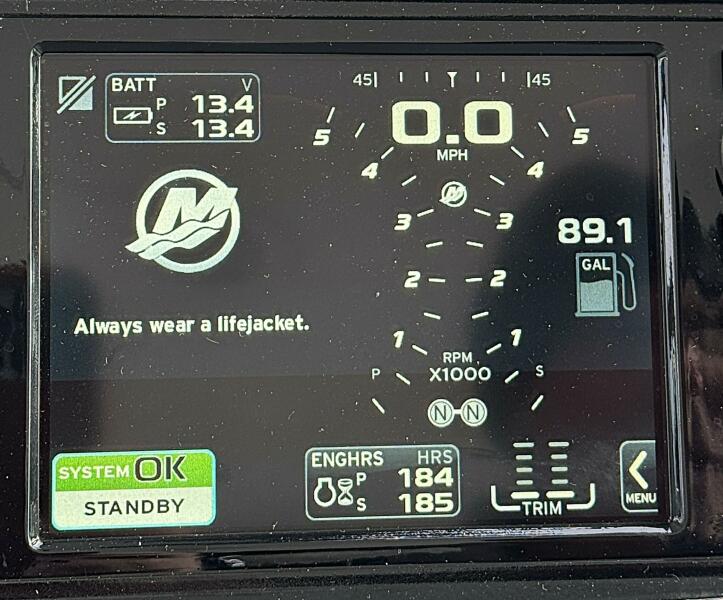 BATT V
P 13.4
S 13.4
45 45
0.0
MPH
5 5
4 4
3 3
2 2
1 1
RPM
X1000
P S
N N
M
Always wear a lifejacket.
89.1
GAL
SYSTEM OK
STANDBY
ENGHRS HRS
P 184
S 185
TRIM
MENU